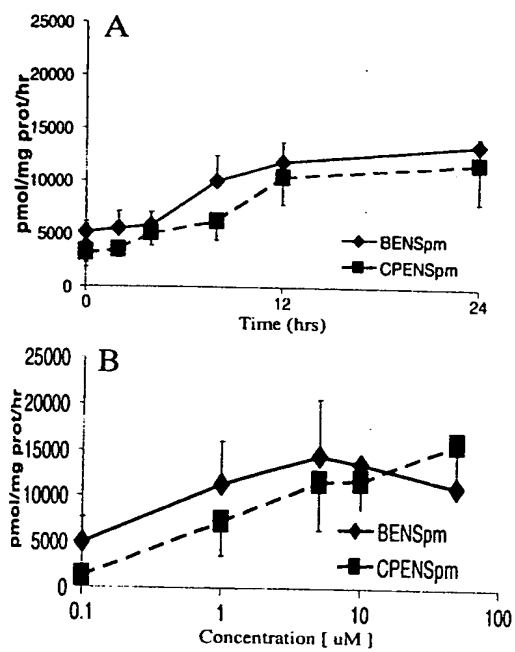 A
pmol/mg prot/hr
25000
20000
15000
10000
5000
0
0
12
24
Time (hrs)
BENSpm
CPENSpm
B
pmol/mg prot/hr
25000
20000
15000
10000
5000
0
0.1
1
10
100
Concentration [ uM ]
BENSpm
CPENSpm